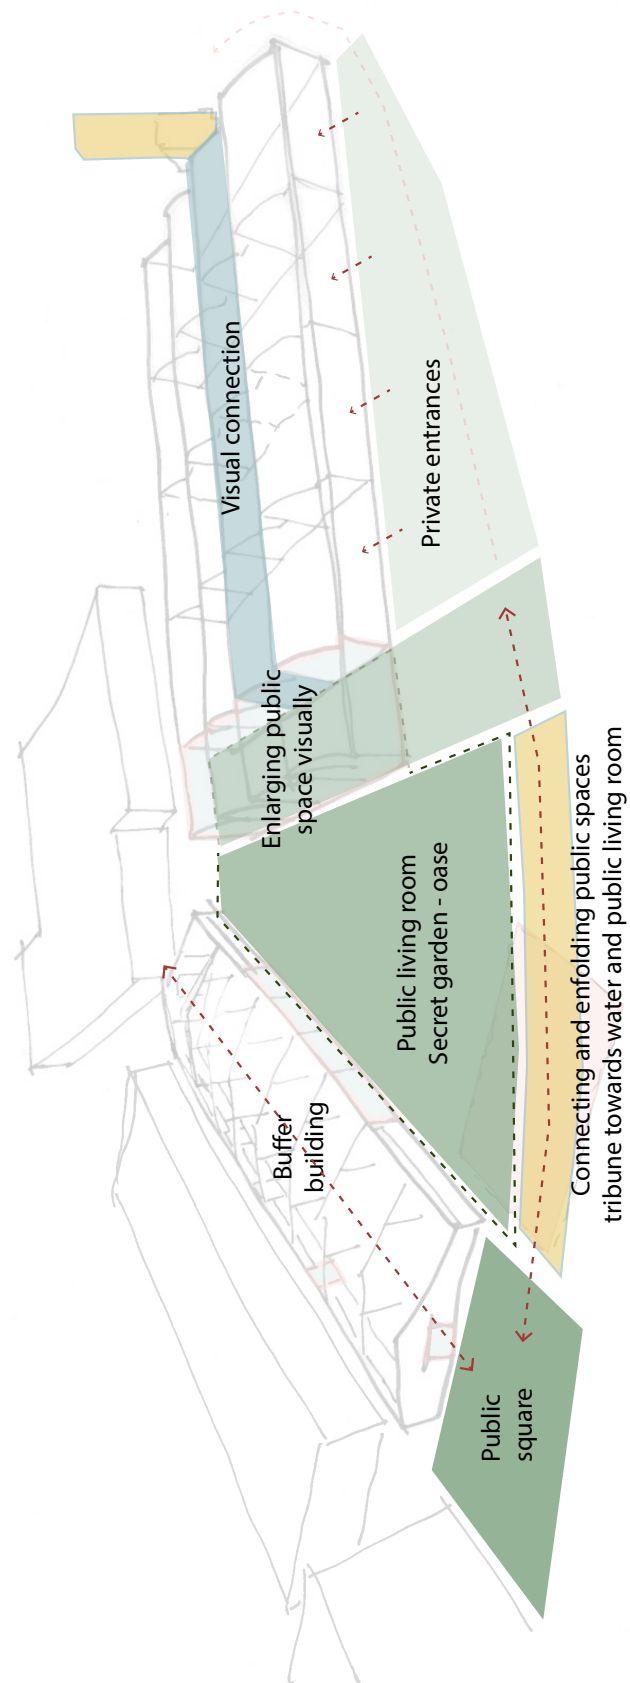 Public
square
Buffer
building
Public living room
Secret garden - oase
Enlarging public
space visually
Connecting and enfolding public spaces
tribune towards water and public living room
Visual connection
Private entrances